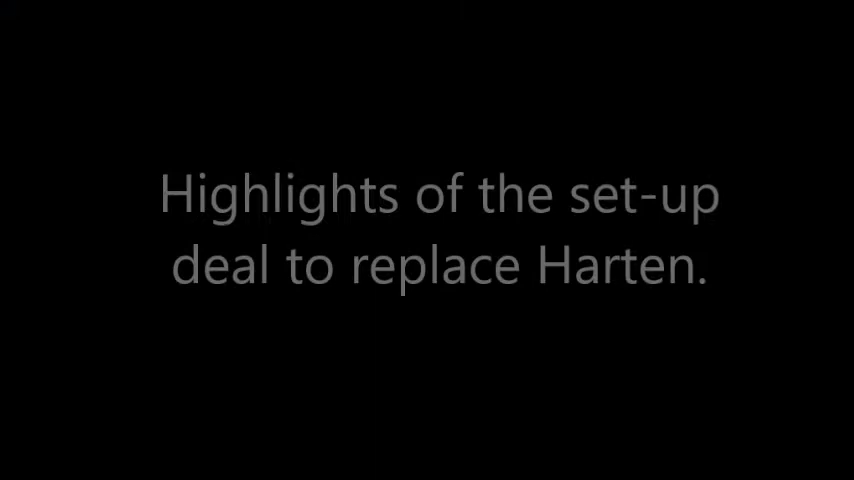 Highlights of the set-up
deal to replace Harten.